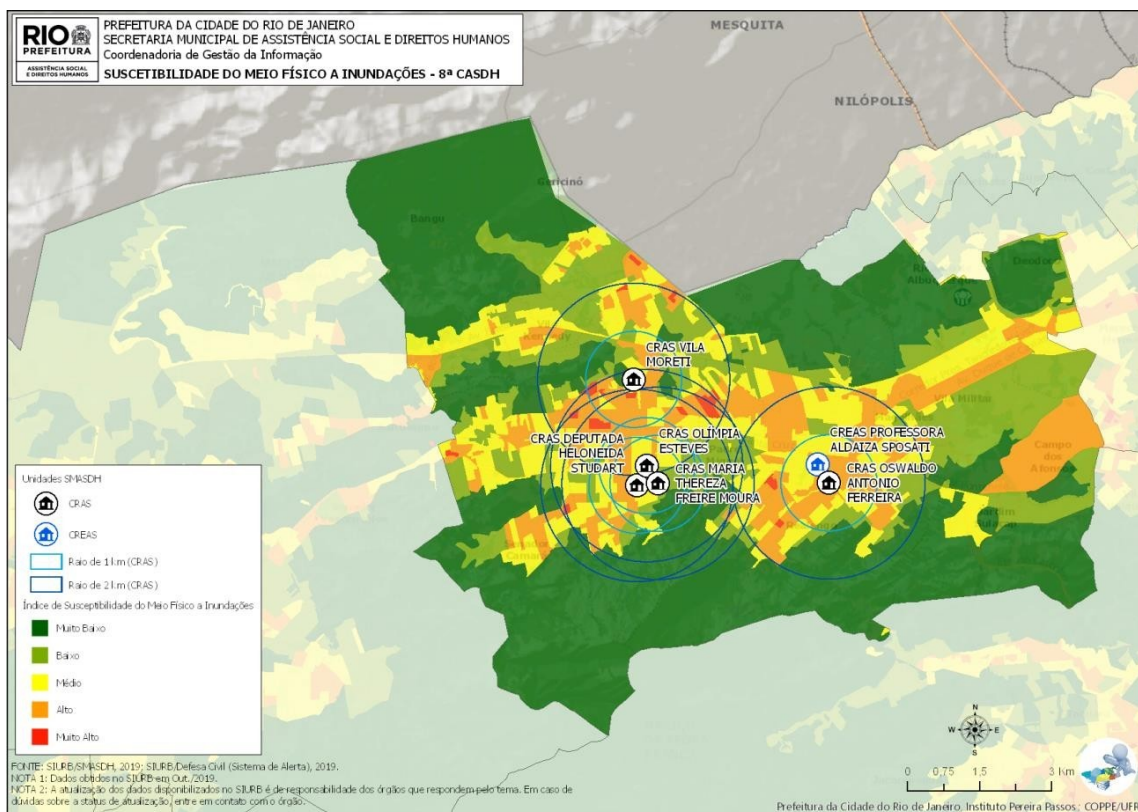 RIO
PREFEITURA
ASSISTÊNCIA SOCIAL
E DIREITOS HUMANOS
PREFEITURA DA CIDADE DO RIO DE JANEIRO
SECRETARIA MUNICIPAL DE ASSISTÊNCIA SOCIAL E DIREITOS HUMANOS
Coordenadoria de Gestão da Informação
SUSCETIBILIDADE DO MEIO FÍSICO A INUNDAÇÕES - 8ª CASDH
MESQUITA
NILÓPOLIS
Gericinó
Bangu
Deodoro
CRAS VILA
MORETI
CRAS DEPUTADA
HELONEIDA
STUDART
CRAS OLÍMPIA
ESTEVES
CRAS MARIA
THEREZA
FREIRE MOURA
Vila Militar
CREAS PROFESSORA
ALDAIZA SPOSATI
CRAS OSWALDO
ANTONIO
FERREIRA
Campo
dos
Afonsos
Jardim
Sulacap
Senador
Camará
Unidades SMASDH
CRAS
CREAS
Raio de 1 km (CRAS)
Raio de 2 km (CRAS)
Índice de Susceptibilidade do Meio Físico a Inundações
Muito Baixo
Baixo
Médio
Alto
Muito Alto
FONTE: SIURB/SMASDH, 2019; SIURB/Defesa Civil (Sistema de Alerta), 2019.
NOTA 1: Dados obtidos no SIURB em Out./2019.
NOTA 2: A atualização dos dados disponibilizados no SIURB é de responsabilidade dos órgãos que respondem pelo tema. Em caso de
dúvidas sobre a status de atualização, entre em contato com o órgão.
N
W E
S
0 0,75 1,5 3 Km
Prefeitura da Cidade do Rio de Janeiro, Instituto Pereira Passos; COPPE/UFR